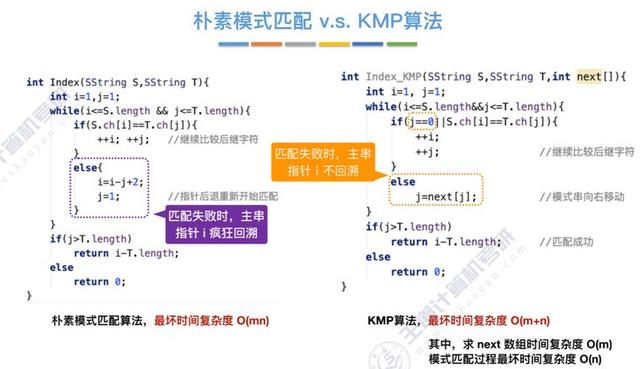 朴素模式匹配 v.s. KMP算法
int Index(SString S,SString T){
int i=1,j=1;
while(i<=S.length && j<=T.length){
if(S.ch[i]==T.ch[j]){
++i; ++j; //继续比较后继字符
}
else{
i=i-j+2;
j=1; //指针后退重新开始匹配
}
}
if(j>T.length)
return i-T.length;
else
return 0;
}
匹配失败时，主串
指针 i 疯狂回溯
朴素模式匹配算法，最坏时间复杂度 O(mn)
int Index_KMP(SString S,SString T,int next[]){
int i=1, j=1;
while(i<=S.length&&j<=T.length){
if(j==0||S.ch[i]==T.ch[j]){
++i;
++j; //继续比较后继字符
}
else
j=next[j]; //模式串向右移动
}
if(j>T.length)
return i-T.length; //匹配成功
else
return 0;
}
匹配失败时，主串
指针 i 不回溯
KMP算法，最坏时间复杂度 O(m+n)
其中，求 next 数组时间复杂度 O(m)
模式匹配过程最坏时间复杂度 O(n)
王道计算机考研